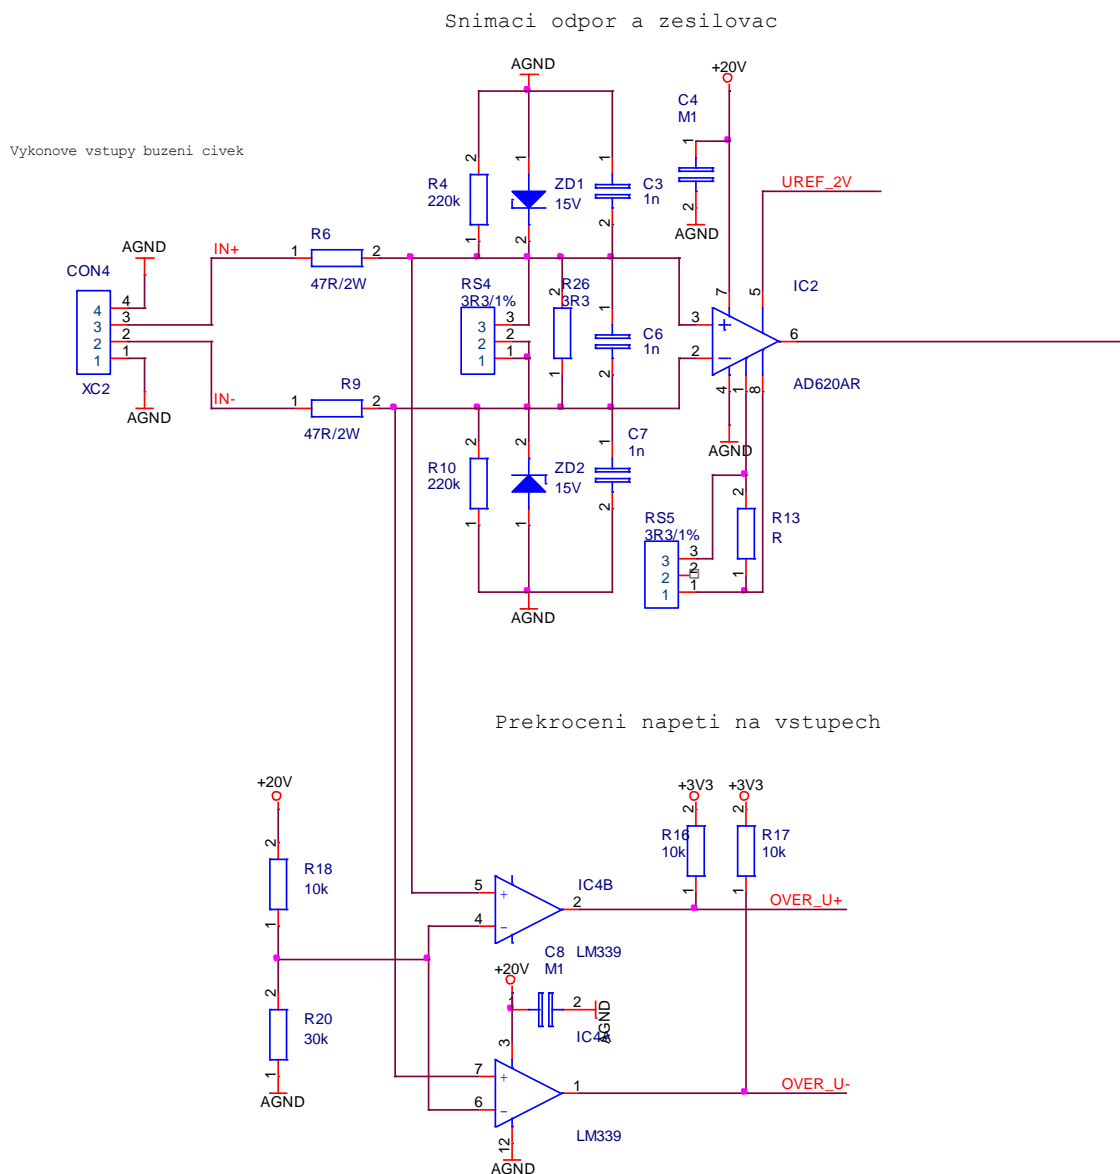 Snimaci odpor a zesilovac
AGND
+20V
C4
M1
1
2
AGND
Vykonove vstupy buzeni civek
2
R4
220k
1
1
ZD1
15V
2
1
C3
1n
2
UREF_2V
AGND
CON4
4
3
2
1
4
3
2
1
XC2
AGND
IN+
1
R6
2
47R/2W
IN-
1
R9
2
47R/2W
RS4
3R3/1%
3
2
1
3
2
1
R26
3R3
2
1
1
C6
1n
2
7
5
IC2
3
2
6
4
1
8
AD620AR
AGND
2
R10
220k
1
2
ZD2
15V
1
C7
1n
1
2
AGND
RS5
3R3/1%
3
2
1
3
2
1
2
R13
R
1
Prekroceni napeti na vstupech
+20V
2
R18
10k
1
2
R20
30k
1
AGND
+3V3
2
R16
10k
1
+3V3
2
R17
10k
1
5
4
+
-
IC4B
2
LM339
OVER_U+
+20V
C8
M1
1
2
AGND
IC4A
3
7
6
+
-
1
12
LM339
AGND
OVER_U-